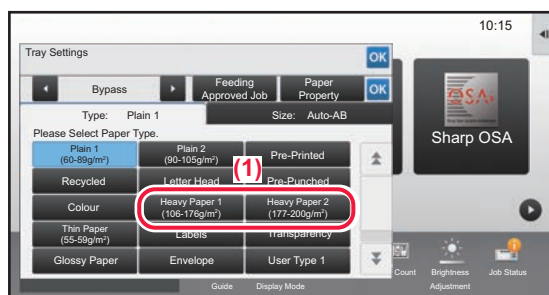 10:15
Tray Settings
OK
Bypass
Feeding
Approved Job
Paper
Property
OK
Type: Plain 1
Size: Auto-AB
Please Select Paper Type.
Plain 1
(60-89g/m²)
Plain 2
(90-105g/m²)
Pre-Printed
Recycled
Letter Head
(1)
Pre-Punched
Colour
Heavy Paper 1
(106-176g/m²)
Heavy Paper 2
(177-200g/m²)
Thin Paper
(55-59g/m²)
Labels
Transparency
Glossy Paper
Envelope
User Type 1
Sharp OSA
Count
Brightness
Adjustment
Job Status
Guide
Display Mode